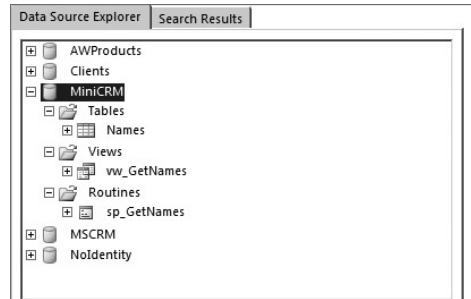 Data Source Explorer Search Results
AWProducts
Clients
MiniCRM
Tables
Names
Views
vw_GetNames
Routines
sp_GetNames
MSCRM
NoIdentity